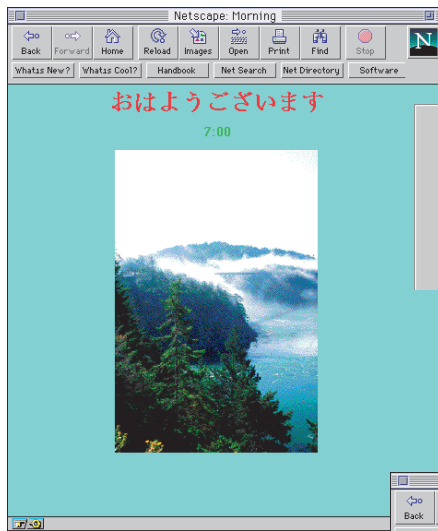 Netscape: Morning
Back Forward Home Reload Images Open Print Find Stop N
What's New? What's Cool? Handbook Net Search Net Directory Software
おはようございます
7:00
Back